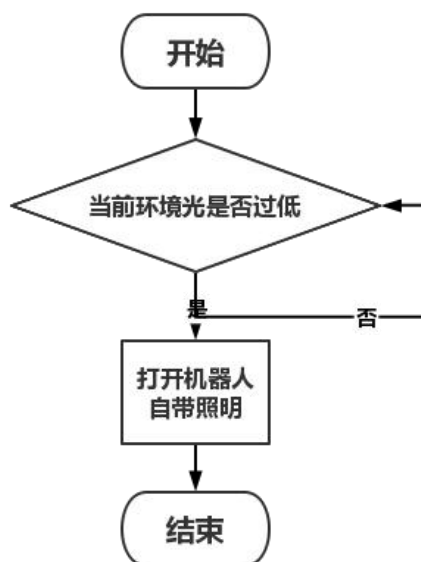 开始
当前环境光是否过低
是
否
打开机器人
自带照明
结束